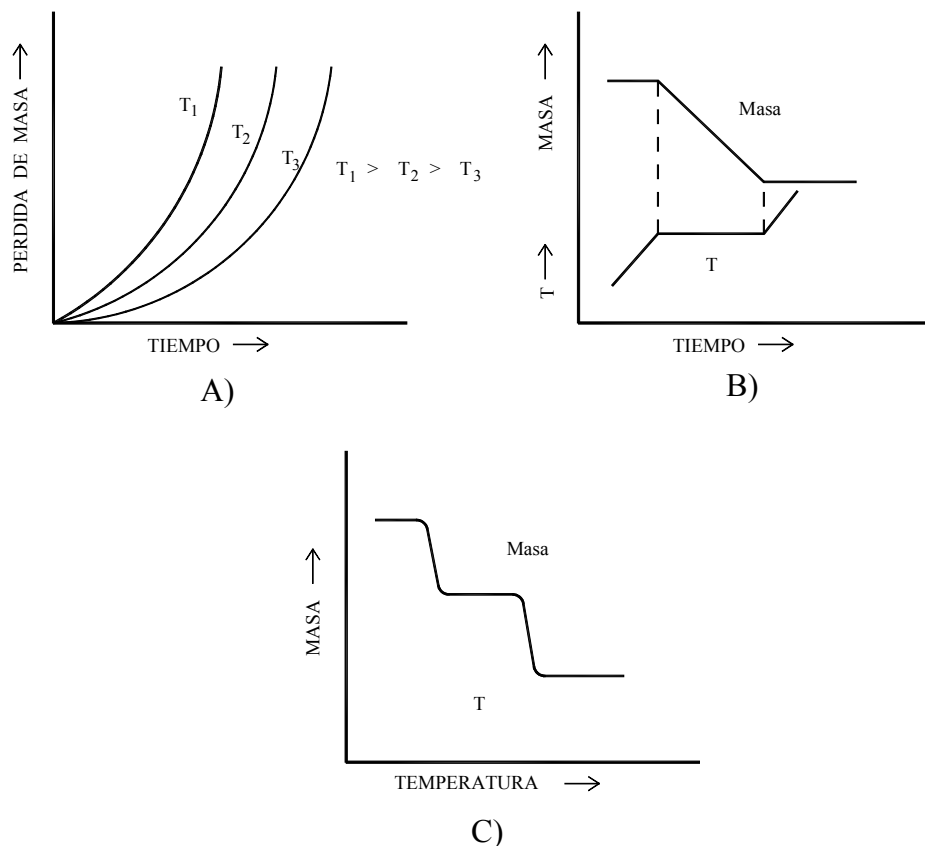 PERDIDA DE MASA
T1
T2
T3
T1 > T2 > T3
TIEMPO
A)
MASA
T
Masa
T
TIEMPO
B)
MASA
Masa
T
TEMPERATURA
C)